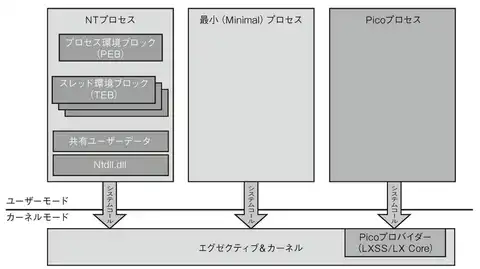 NTプロセス
最小（Minimal）プロセス
Picoプロセス
プロセス環境ブロック
（PEB）
スレッド環境ブロック
（TEB）
共有ユーザーデータ
Ntdll.dll
システムコール
システムコール
システムコール
ユーザーモード
カーネルモード
エグゼクティブ&カーネル
Picoプロバイダー
（LXSS/LX Core）